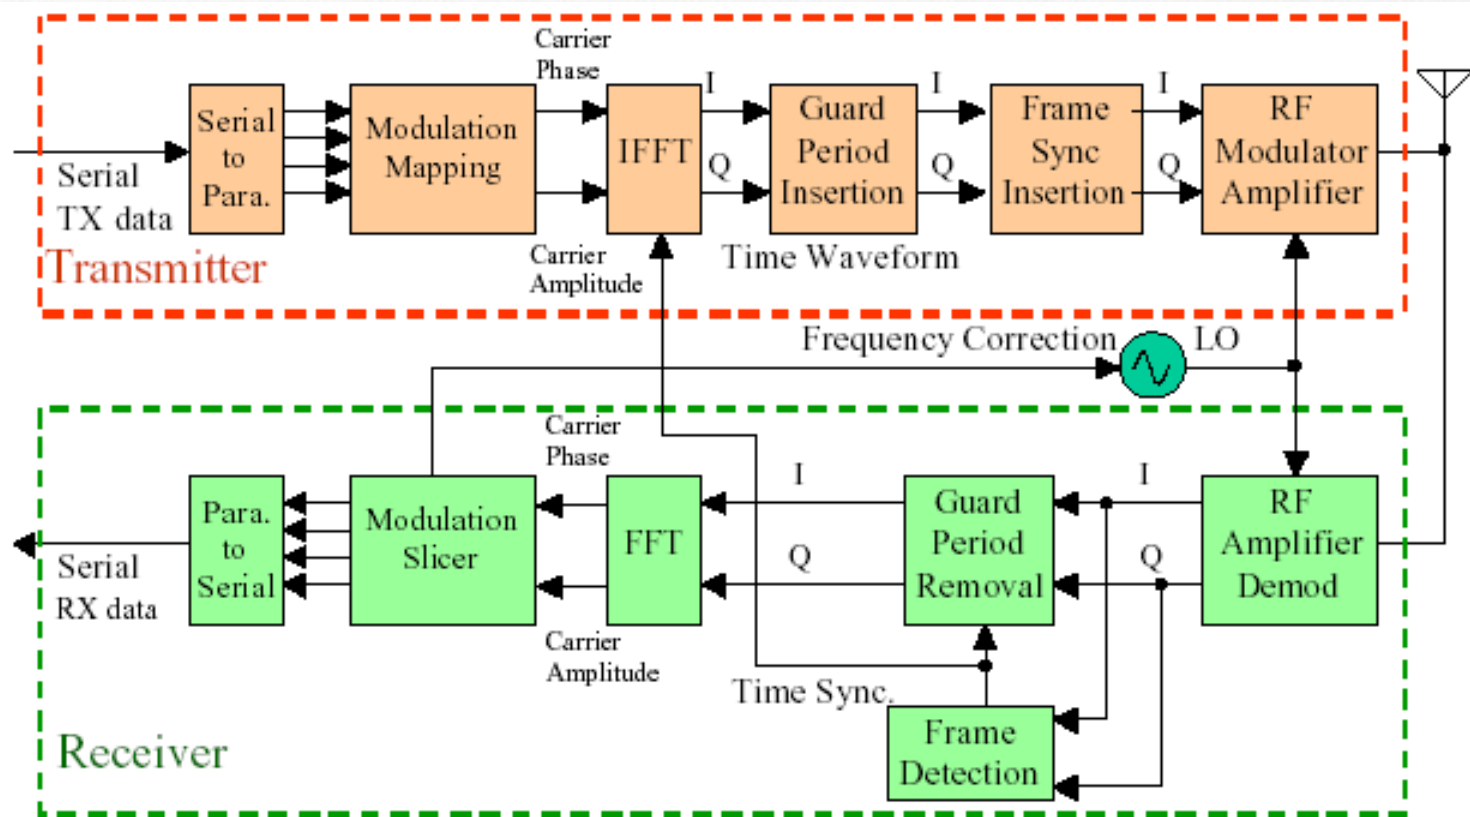 Carrier
Phase
Serial
to
Para.
Modulation
Mapping
IFFT
I
Q
Guard
Period
Insertion
I
Q
Frame
Sync
Insertion
I
Q
RF
Modulator
Amplifier
Serial
TX data
Transmitter
Carrier
Amplitude
Time Waveform
Frequency Correction
LO
Carrier
Phase
Para.
to
Serial
Modulation
Slicer
FFT
I
Q
Guard
Period
Removal
I
Q
RF
Amplifier
Demod
Serial
RX data
Carrier
Amplitude
Time Sync.
Frame
Detection
Receiver